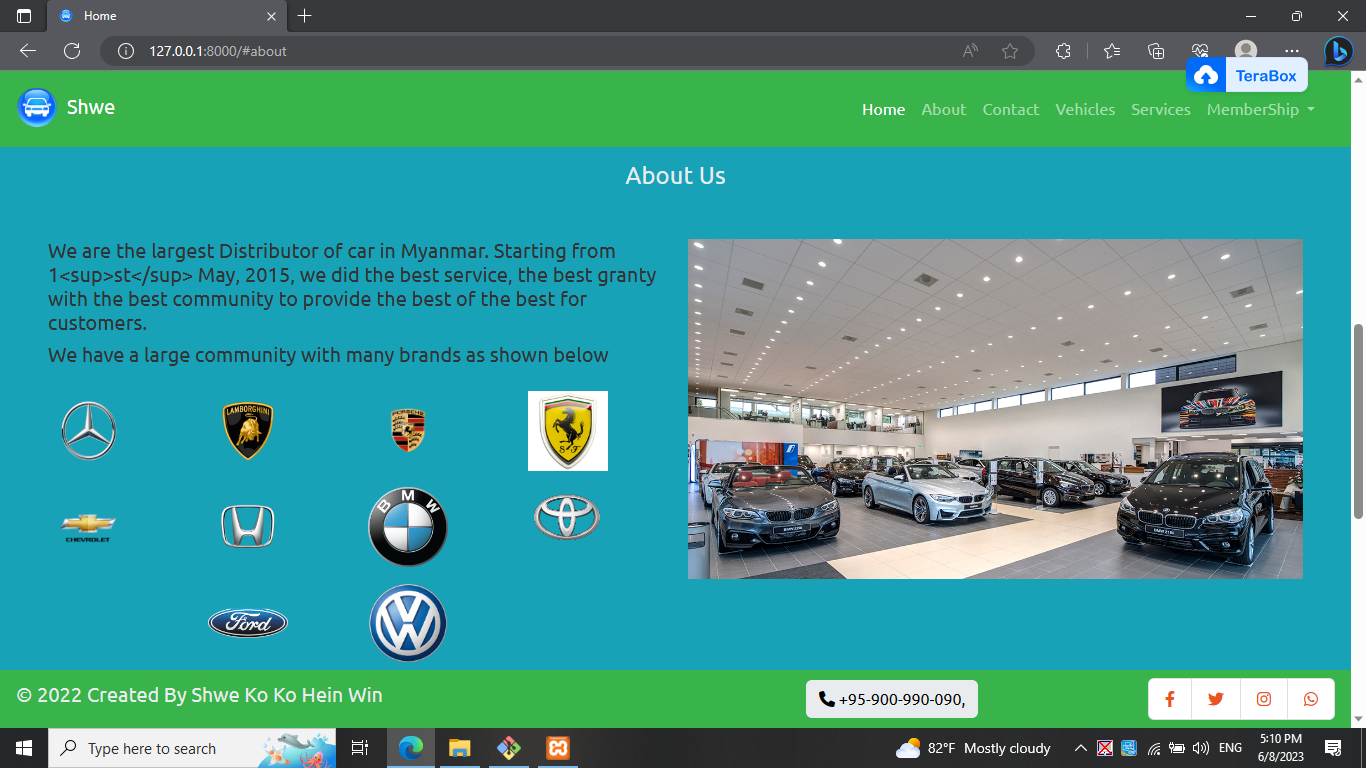 Home
127.0.0.1:8000/#about
TeraBox
Shwe
Home About Contact Vehicles Services MemberShip
About Us
We are the largest Distributor of car in Myanmar. Starting from
1<sup>st</sup> May, 2015, we did the best service, the best granty
with the best community to provide the best of the best for
customers.
We have a large community with many brands as shown below
LAMBORGHINI
PORSCHE
S F
CHEVROLET
BMW
Ford
© 2022 Created By Shwe Ko Ko Hein Win
+95-900-990-090,
Type here to search
82°F Mostly cloudy
ENG
5:10 PM
6/8/2023